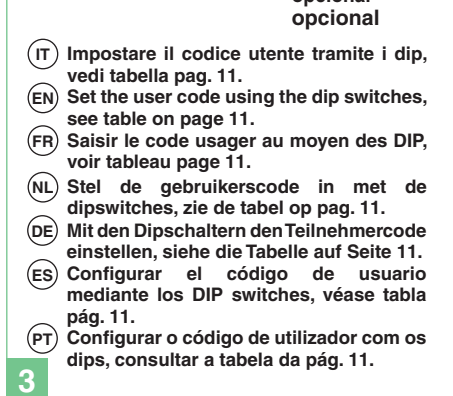 opcional
opcional
IT Impostare il codice utente tramite i dip,
vedi tabella pag. 11.
EN Set the user code using the dip switches,
see table on page 11.
FR Saisir le code usager au moyen des DIP,
voir tableau page 11.
NL Stel de gebruikerscode in met de
dipswitches, zie de tabel op pag. 11.
DE Mit den Dipschaltern den Teilnehmercode
einstellen, siehe die Tabelle auf Seite 11.
ES Configurar el código de usuario
mediante los DIP switches, véase tabla
pág. 11.
PT Configurar o código de utilizador com os
dips, consultar a tabela da pág. 11.
3